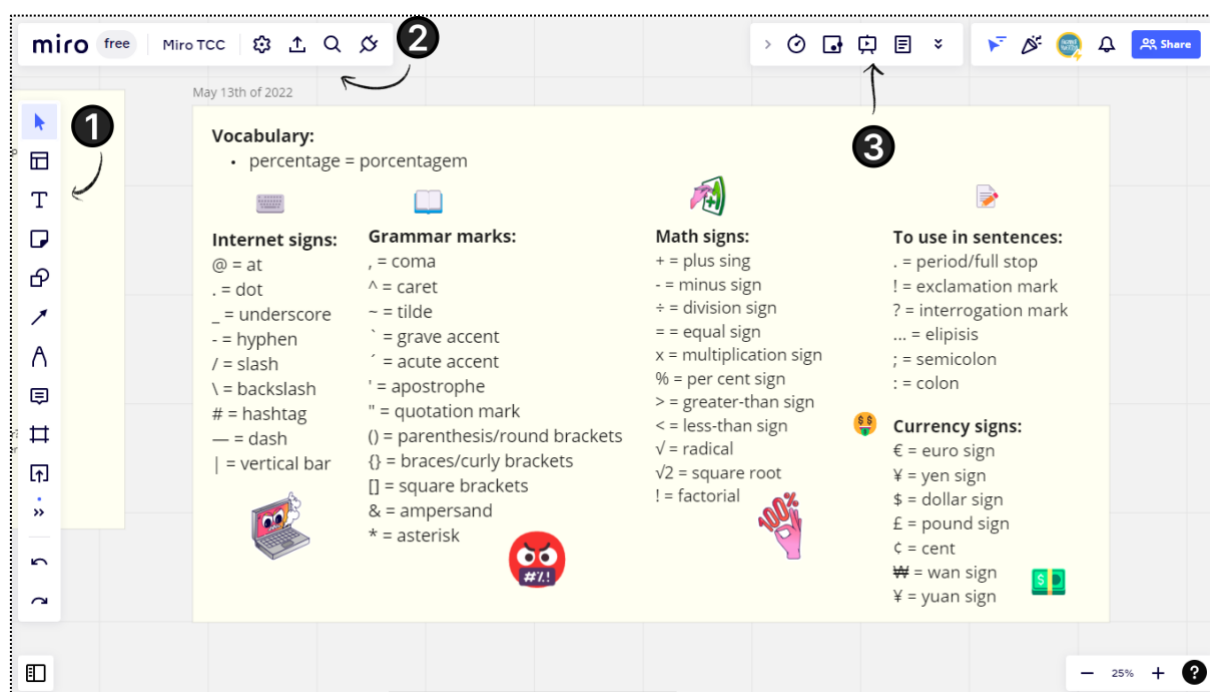 miro free Miro TCC
2
Share
May 13th of 2022
1
3
Vocabulary:
• percentage = porcentagem
Internet signs:
@ = at
. = dot
_ = underscore
- = hyphen
/ = slash
\ = backslash
# = hashtag
— = dash
| = vertical bar
Grammar marks:
, = coma
^ = caret
~ = tilde
` = grave accent
´ = acute accent
' = apostrophe
" = quotation mark
() = parenthesis/round brackets
{} = braces/curly brackets
[] = square brackets
& = ampersand
* = asterisk
#%!
Math signs:
+ = plus sing
- = minus sign
÷ = division sign
= = equal sign
x = multiplication sign
% = per cent sign
> = greater-than sign
< = less-than sign
√ = radical
√2 = square root
! = factorial
100%
To use in sentences:
. = period/full stop
! = exclamation mark
? = interrogation mark
... = elipisis
; = semicolon
: = colon
Currency signs:
€ = euro sign
¥ = yen sign
$ = dollar sign
£ = pound sign
¢ = cent
₩ = wan sign
¥ = yuan sign
25%
?